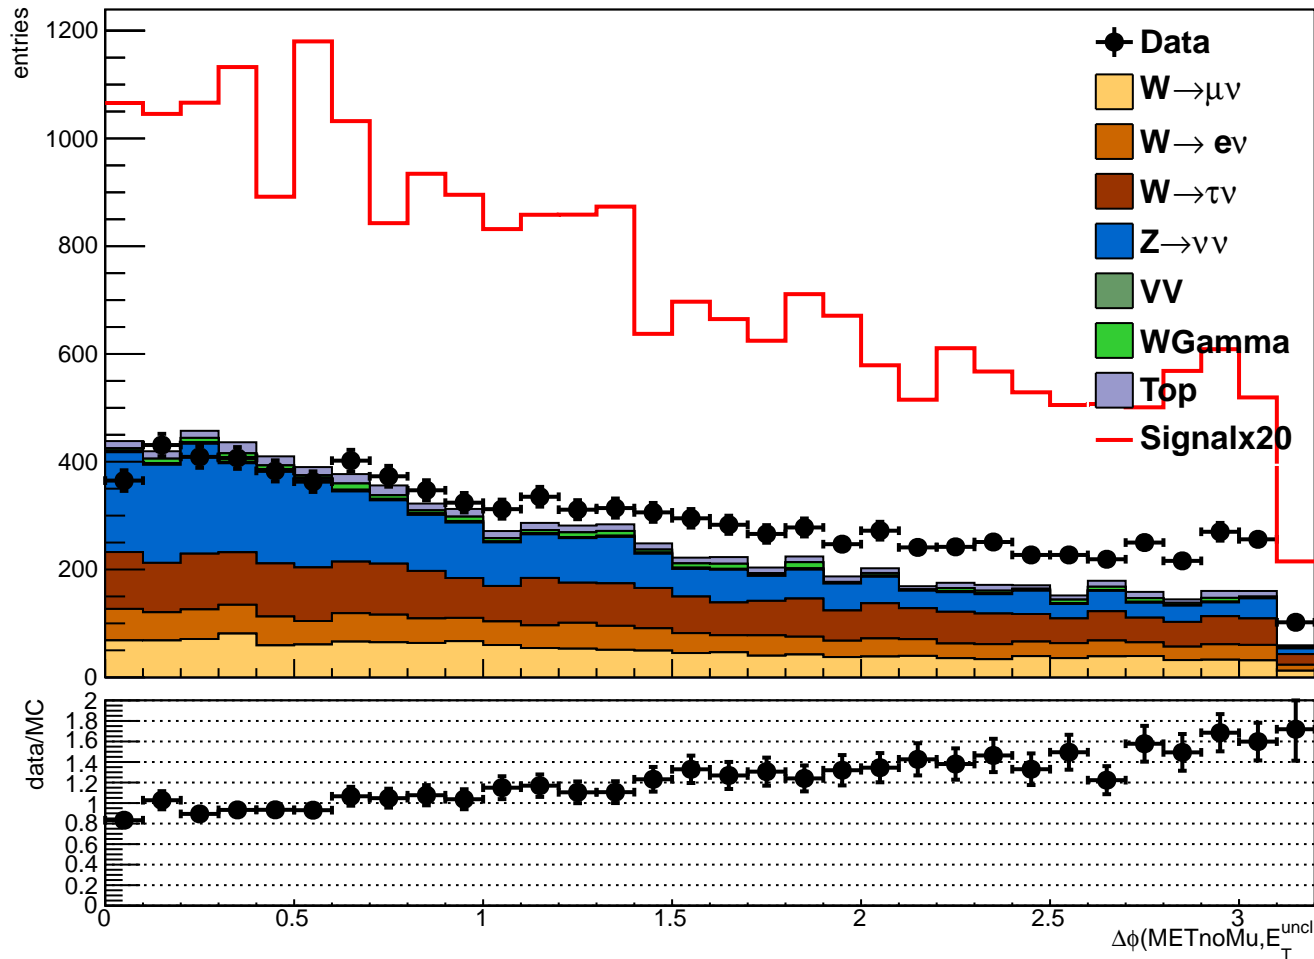 entries
1200
1000
800
600
400
200
0
Data
W→μν
W→ eν
W→τν
Z→νν
VV
WGamma
Top
Signalx20
data/MC
2
1.8
1.6
1.4
1.2
1
0.8
0.6
0.4
0.2
0
0 0.5 1 1.5 2 2.5 3
Δϕ(METnoMu,E_T^uncl